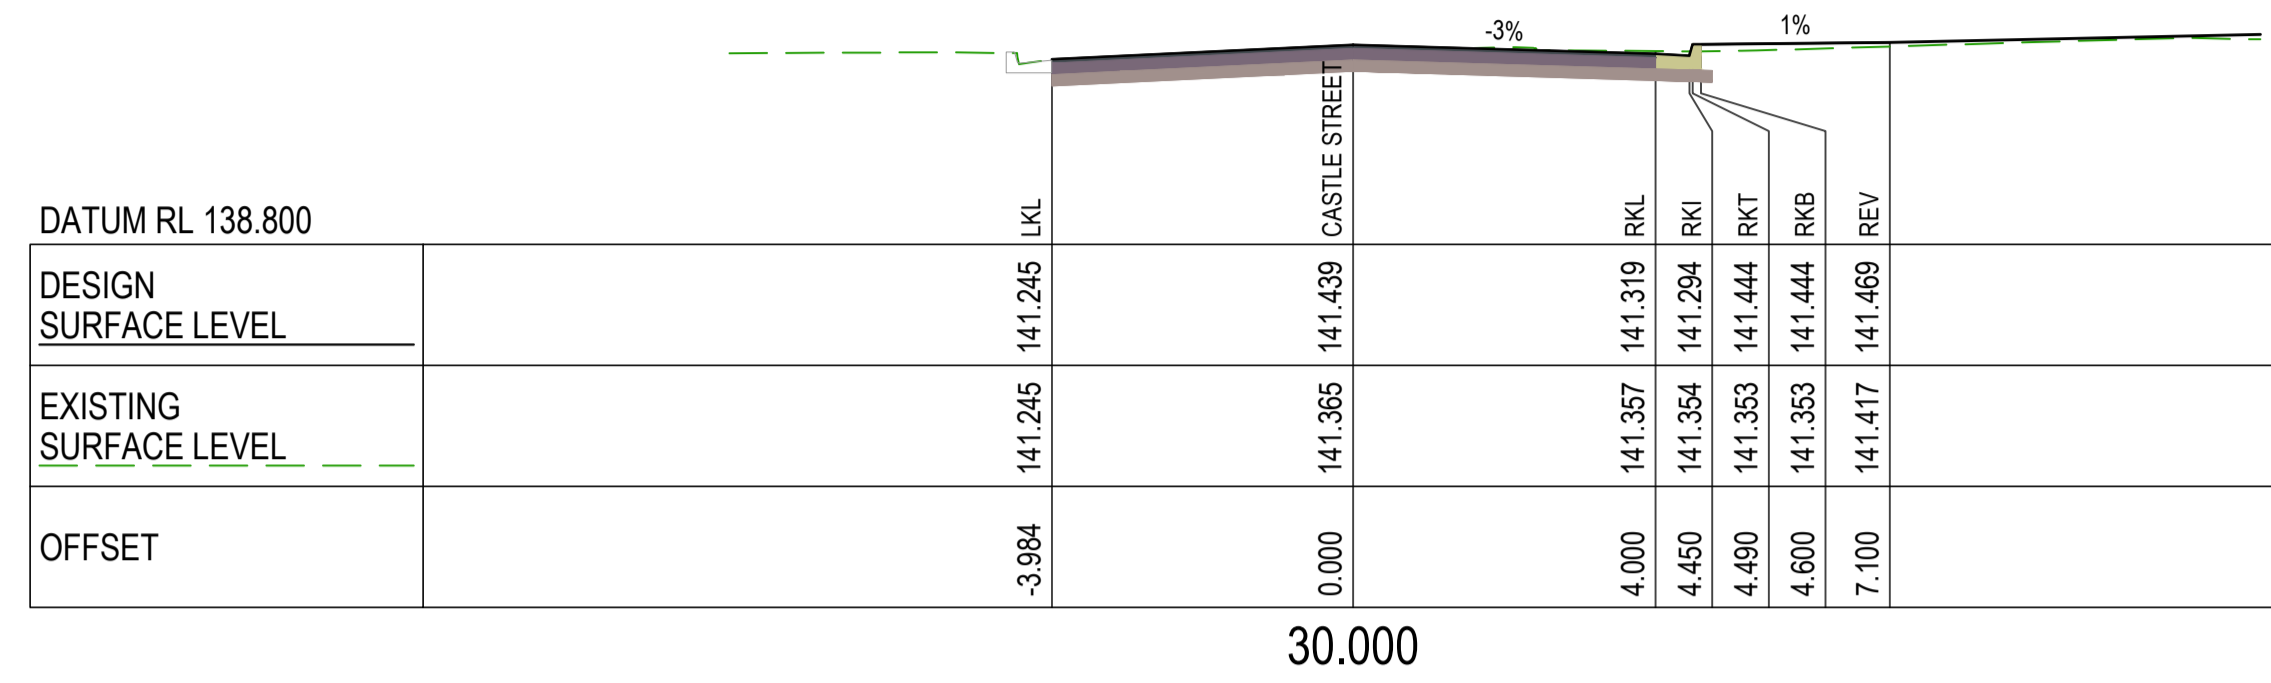 -3%
1%
DATUM RL 138.800
LKL
CASTLE STREET
RKL
RKI
RKT
RKB
REV
DESIGN
SURFACE LEVEL
141.245
141.439
141.319
141.294
141.444
141.444
141.469
EXISTING
SURFACE LEVEL
141.245
141.365
141.357
141.354
141.353
141.353
141.417
OFFSET
-3.984
0.000
4.000
4.450
4.490
4.600
7.100
30.000